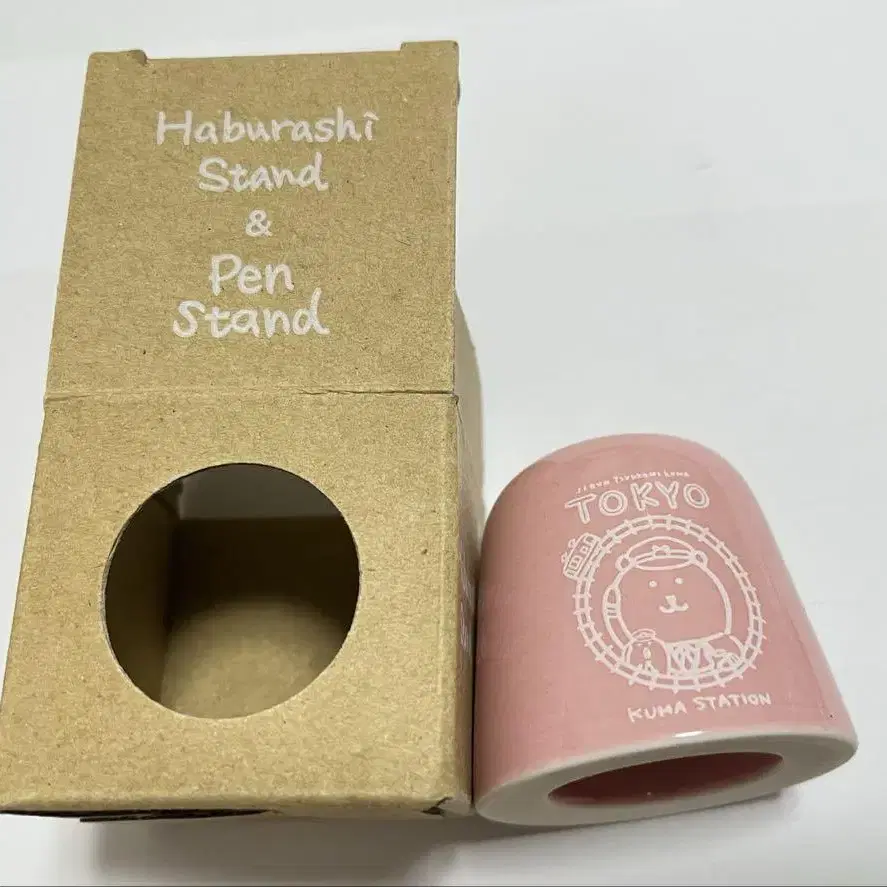 Haburashi
Stand
&
Pen
Stand
TOKYO
KUMA STATION